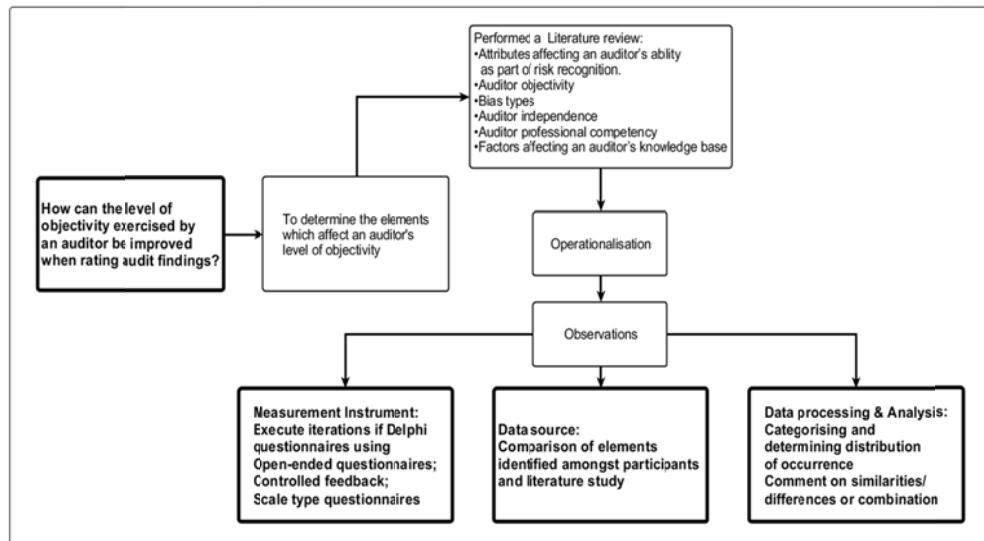 Performed a Literature review:
•Attributes affecting an auditor's ablity
as part of risk recognition.
•Auditor objectivity
•Bias types
•Auditor independence
•Auditor professional competency
•Factors affecting an auditor's knowledge base
How can the level of
objectivity exercised by
an auditor be improved
when rating audit findings?
To determine the elements
which affect an auditor's
level of objectivity
Operationalisation
Observations
Measurement Instrument:
Execute iterations if Delphi
questionnaires using
Open-ended questionnaires;
Controlled feedback;
Scale type questionnaires
Data source:
Comparison of elements
identified amongst participants
and literature study
Data processing & Analysis:
Categorising and
determining distribution
of occurrence
Comment on similarities/
differences or combination